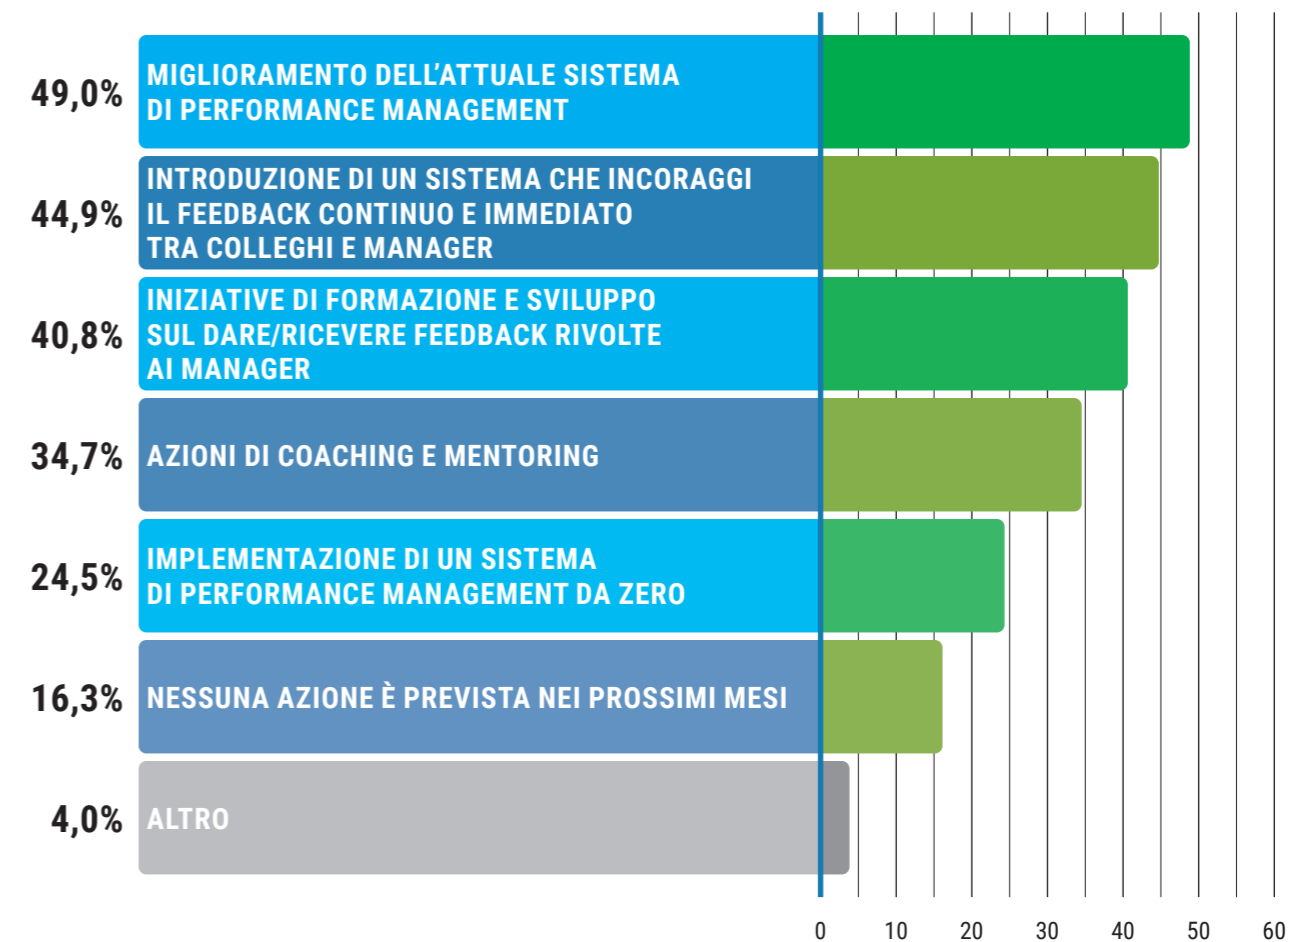 49,0%
MIGLIORAMENTO DELL’ATTUALE SISTEMA
DI PERFORMANCE MANAGEMENT
44,9%
INTRODUZIONE DI UN SISTEMA CHE INCORAGGI
IL FEEDBACK CONTINUO E IMMEDIATO
TRA COLLEGHI E MANAGER
40,8%
INIZIATIVE DI FORMAZIONE E SVILUPPO
SUL DARE/RICEVERE FEEDBACK RIVOLTE
AI MANAGER
34,7%
AZIONI DI COACHING E MENTORING
24,5%
IMPLEMENTAZIONE DI UN SISTEMA
DI PERFORMANCE MANAGEMENT DA ZERO
16,3%
NESSUNA AZIONE È PREVISTA NEI PROSSIMI MESI
4,0%
ALTRO
0 10 20 30 40 50 60